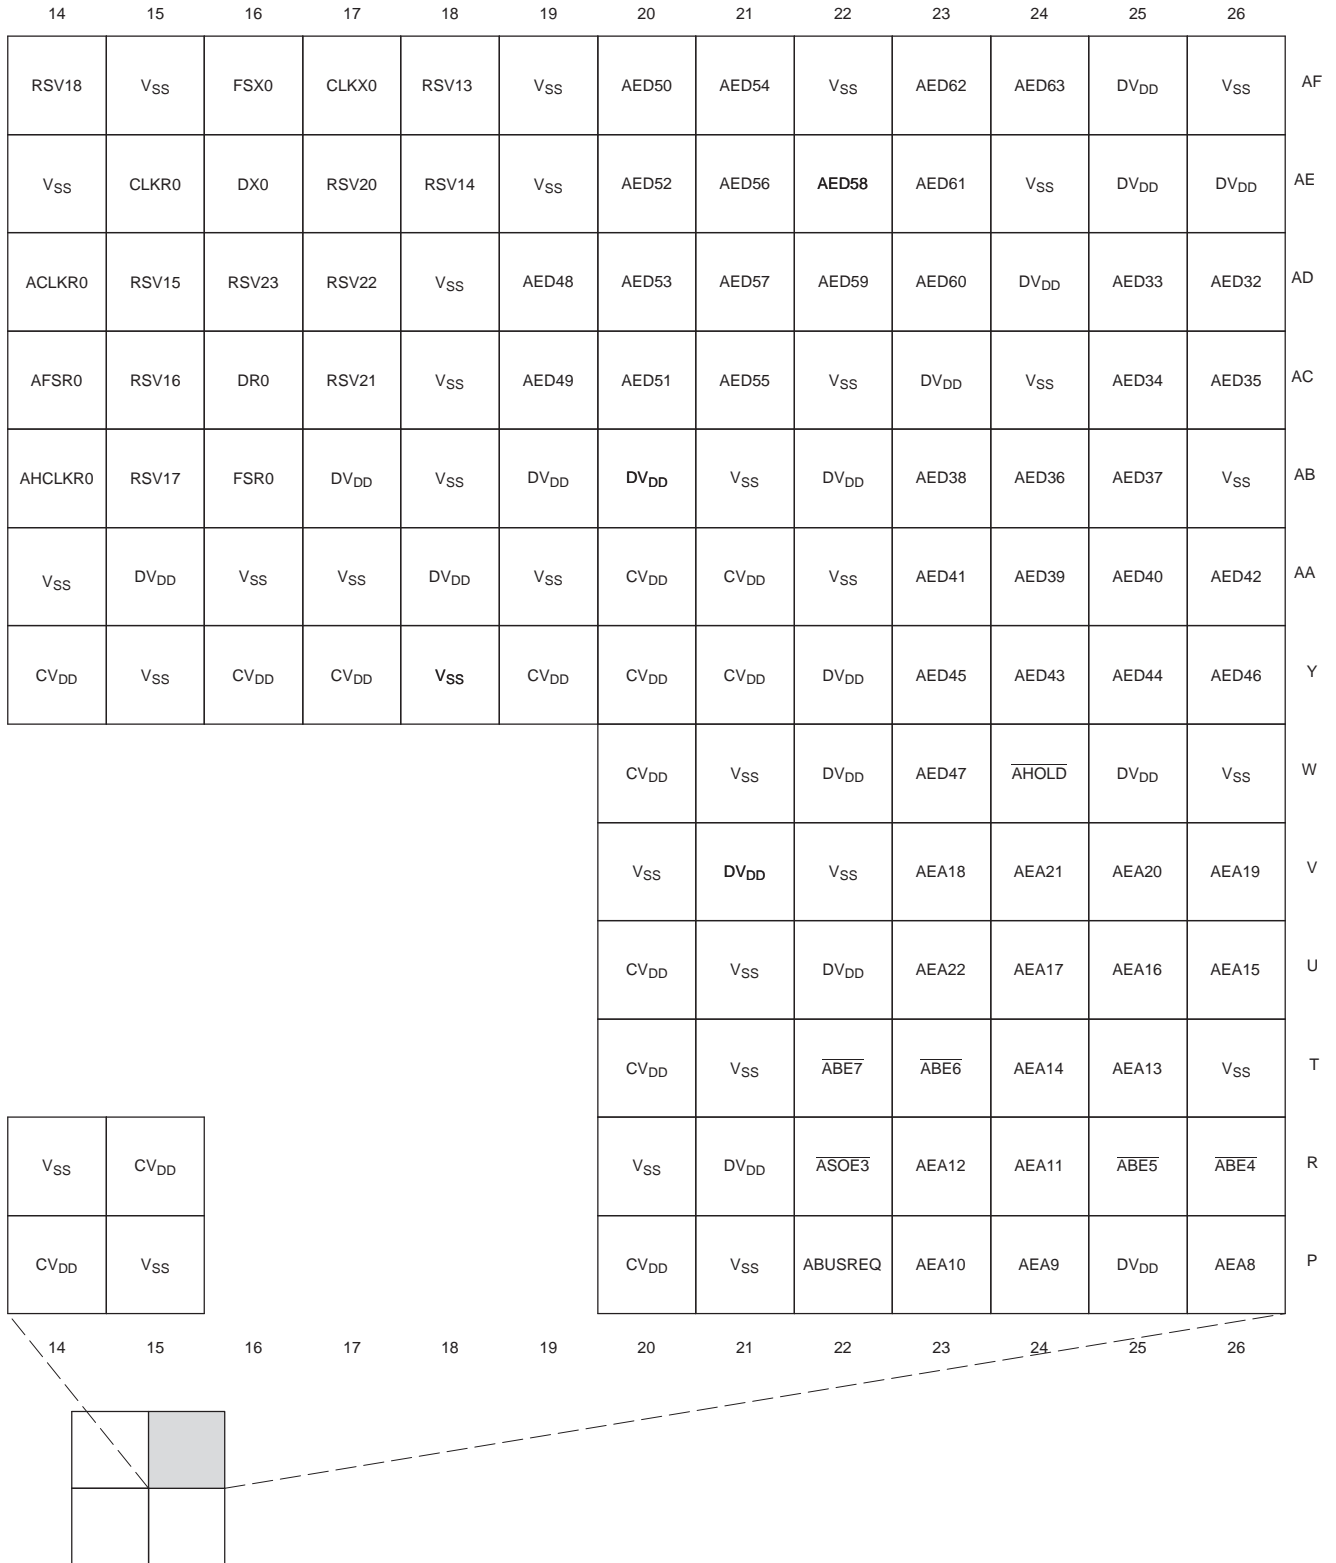 14 15 16 17 18 19 20 21 22 23 24 25 26
RSV18 VSS FSX0 CLKX0 RSV13 VSS AED50 AED54 VSS AED62 AED63 DVDD VSS AF
VSS CLKR0 DX0 RSV20 RSV14 VSS AED52 AED56 AED58 AED61 VSS DVDD DVDD AE
ACLKR0 RSV15 RSV23 RSV22 VSS AED48 AED53 AED57 AED59 AED60 DVDD AED33 AED32 AD
AFSR0 RSV16 DR0 RSV21 VSS AED49 AED51 AED55 VSS DVDD VSS AED34 AED35 AC
AHCLKR0 RSV17 FSR0 DVDD VSS DVDD DVDD VSS DVDD AED38 AED36 AED37 VSS AB
VSS DVDD VSS VSS DVDD VSS CVDD CVDD VSS AED41 AED39 AED40 AED42 AA
CVDD VSS CVDD CVDD VSS CVDD CVDD CVDD DVDD AED45 AED43 AED44 AED46 Y
CVDD VSS DVDD AED47 AHOLD DVDD VSS W
VSS DVDD VSS AEA18 AEA21 AEA20 AEA19 V
CVDD VSS DVDD AEA22 AEA17 AEA16 AEA15 U
CVDD VSS ABE7 ABE6 AEA14 AEA13 VSS T
VSS CVDD VSS DVDD ASOE3 AEA12 AEA11 ABE5 ABE4 R
CVDD VSS CVDD VSS ABUSREQ AEA10 AEA9 DVDD AEA8 P
14 15 16 17 18 19 20 21 22 23 24 25 26